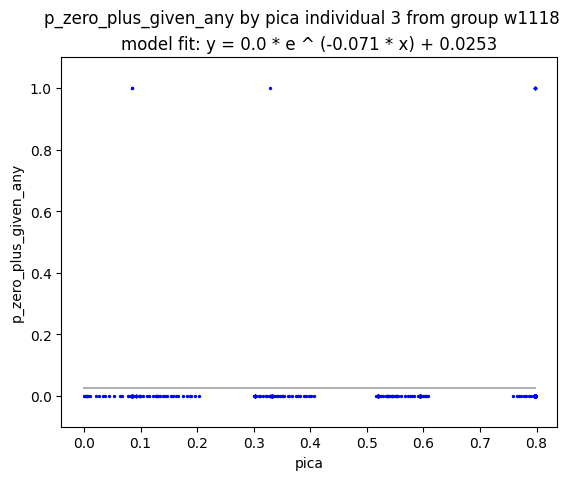 p_zero_plus_given_any by pica individual 3 from group w1118
model fit: y = 0.0 * e ^ (-0.071 * x) + 0.0253
1.0
0.8
0.6
0.4
0.2
0.0
p_zero_plus_given_any
0.0 0.1 0.2 0.3 0.4 0.5 0.6 0.7 0.8
pica